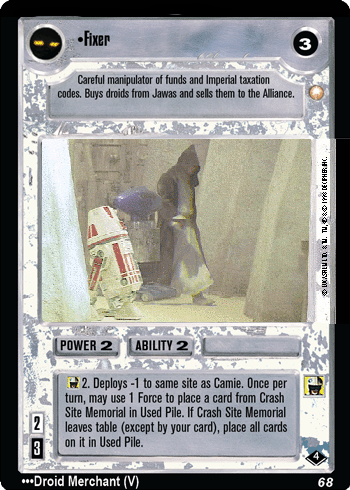 •Fixer
3
Careful manipulator of funds and Imperial taxation
codes. Buys droids from Jawas and sells them to the Alliance.
POWER 2
ABILITY 2
2. Deploys -1 to same site as Camie. Once per
turn, may use 1 Force to place a card from Crash
Site Memorial in Used Pile. If Crash Site Memorial
leaves table (except by your card), place all cards
on it in Used Pile.
2
3
4
•••Droid Merchant (V)
68